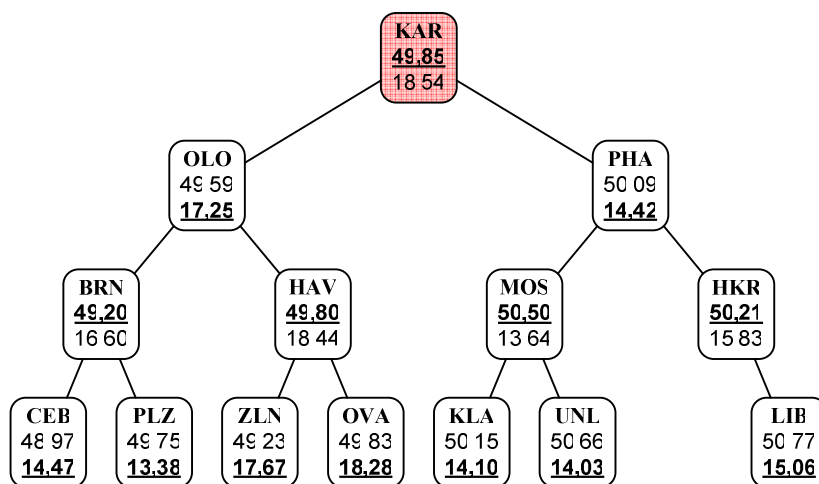 KAR
49,85
18 54
OLO
49 59
17,25
PHA
50 09
14,42
BRN
49,20
16 60
HAV
49,80
18 44
MOS
50,50
13 64
HKR
50,21
15 83
CEB
48 97
14,47
PLZ
49 75
13,38
ZLN
49 23
17,67
OVA
49 83
18,28
KLA
50 15
14,10
UNL
50 66
14,03
LIB
50 77
15,06